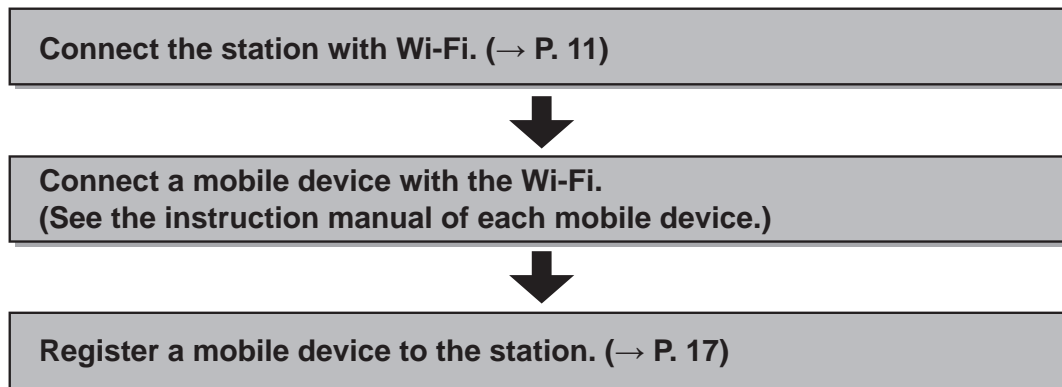 Connect the station with Wi-Fi. (→ P. 11)
Connect a mobile device with the Wi-Fi.
(See the instruction manual of each mobile device.)
Register a mobile device to the station. (→ P. 17)